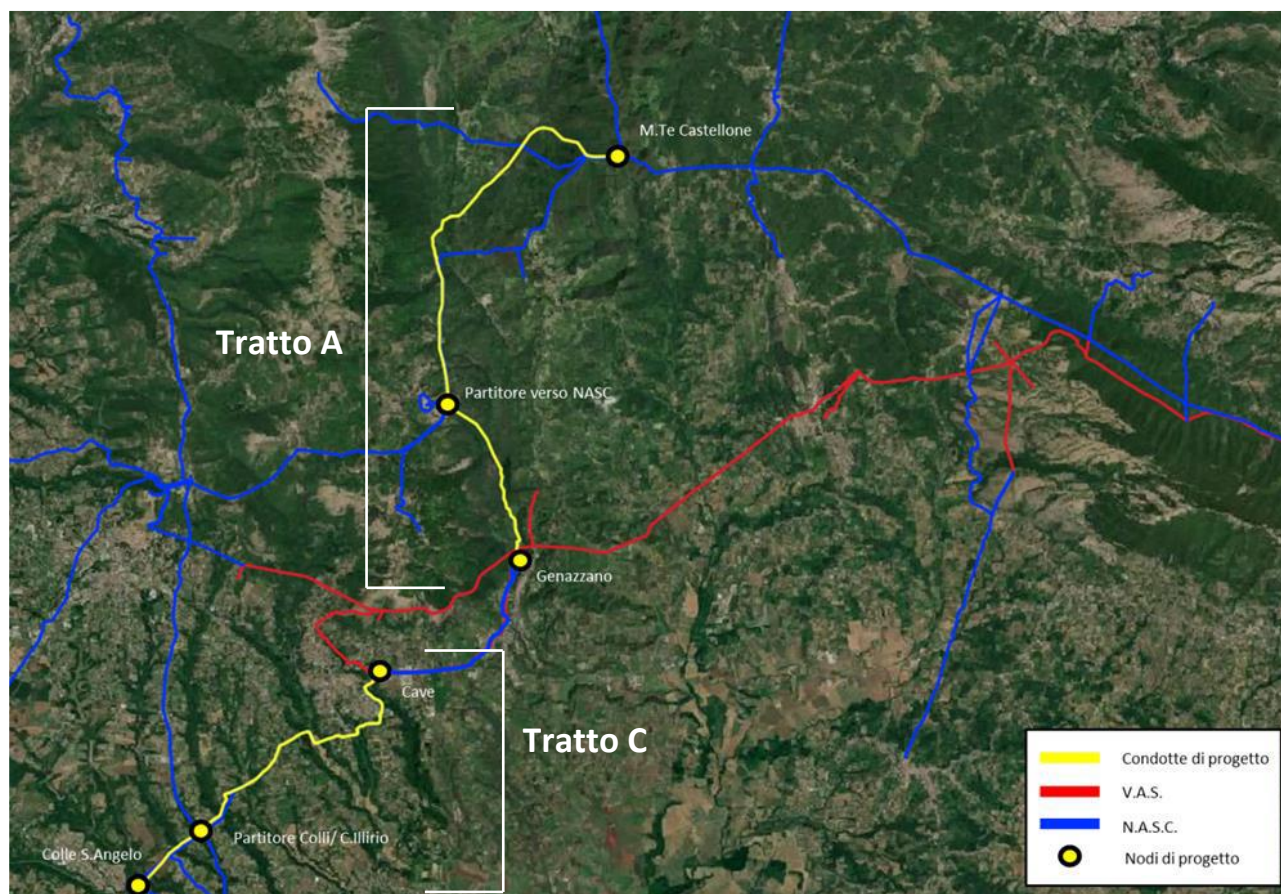 M.Te Castellone
Tratto A
Partitore verso NASC
Genazzano
Cave
Tratto C
Partitore Colli/ C.Illirio
Colle S.Angelo
Condotte di progetto
V.A.S.
N.A.S.C.
Nodi di progetto